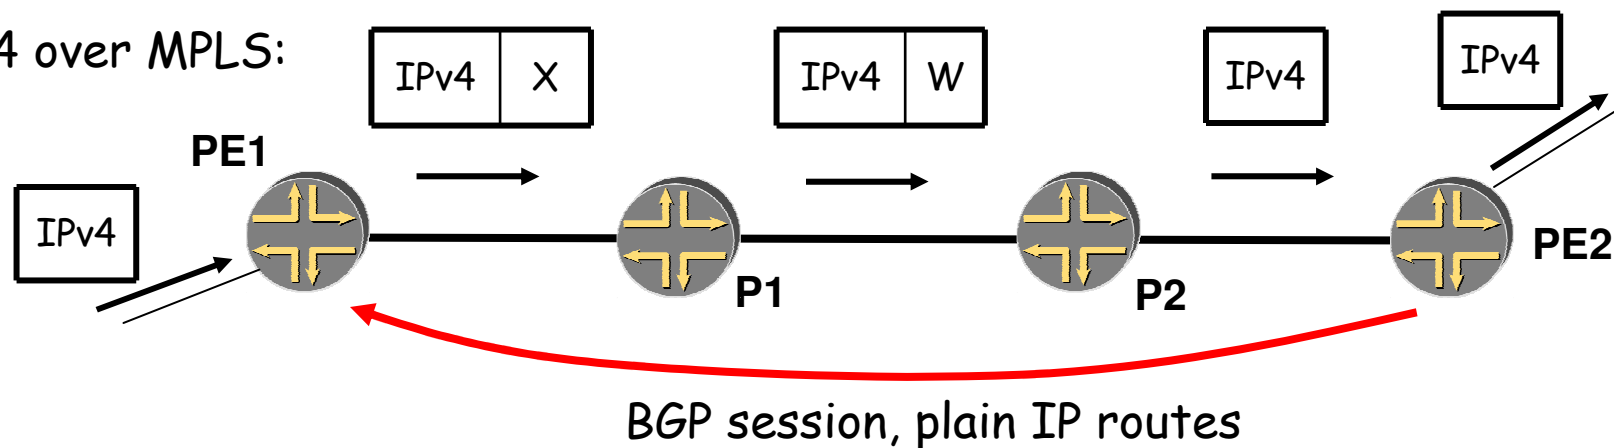 4 over MPLS:
IPv4 X
IPv4 W
IPv4
IPv4
PE1
IPv4
P1
P2
PE2
BGP session, plain IP routes